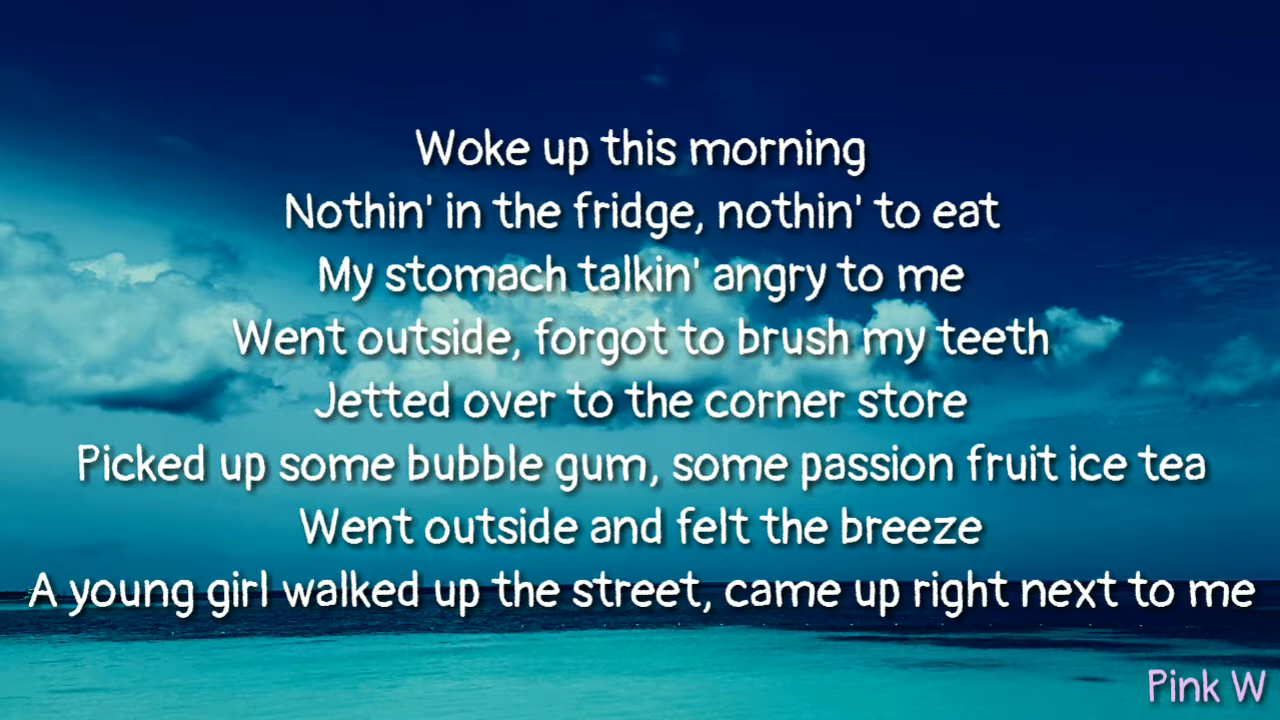 Woke up this morning
Nothin' in the fridge, nothin' to eat
My stomach talkin' angry to me
Went outside, forgot to brush my teeth
Jetted over to the corner store
Picked up some bubble gum, some passion fruit ice tea
Went outside and felt the breeze
A young girl walked up the street, came up right next to me
Pink W